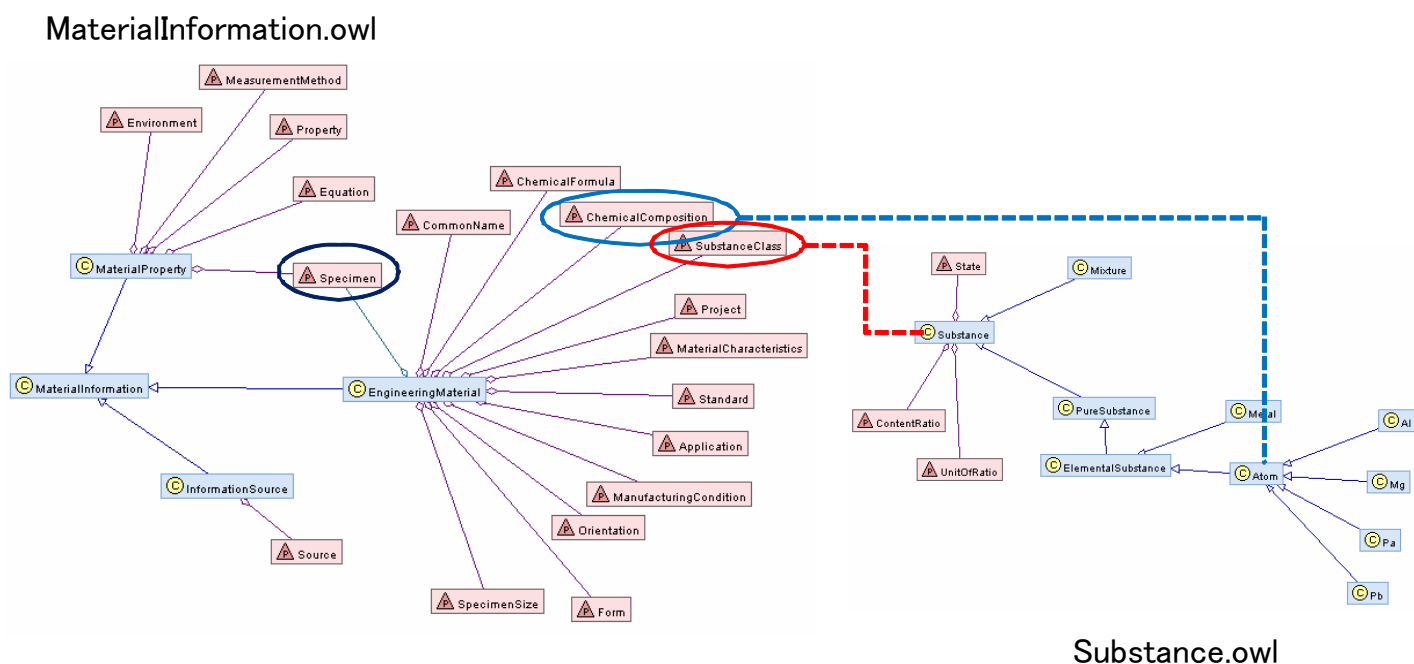 MaterialInformation.owl
P MeasurementMethod
P Environment
P Property
P Equation
C MaterialProperty
P Specimen
P ChemicalFormula
P ChemicalComposition
P CommonName
P SubstanceClass
P Project
P MaterialCharacteristics
P Standard
P Application
P ManufacturingCondition
P Orientation
P Form
P SpecimenSize
C EngineeringMaterial
C MaterialInformation
C InformationSource
P Source
P State
C Mixture
C Substance
P ContentRatio
P UnitOfRatio
C PureSubstance
C Metal
C ElementalSubstance
C Atom
C Al
C Mg
C Pa
C Pb
Substance.owl